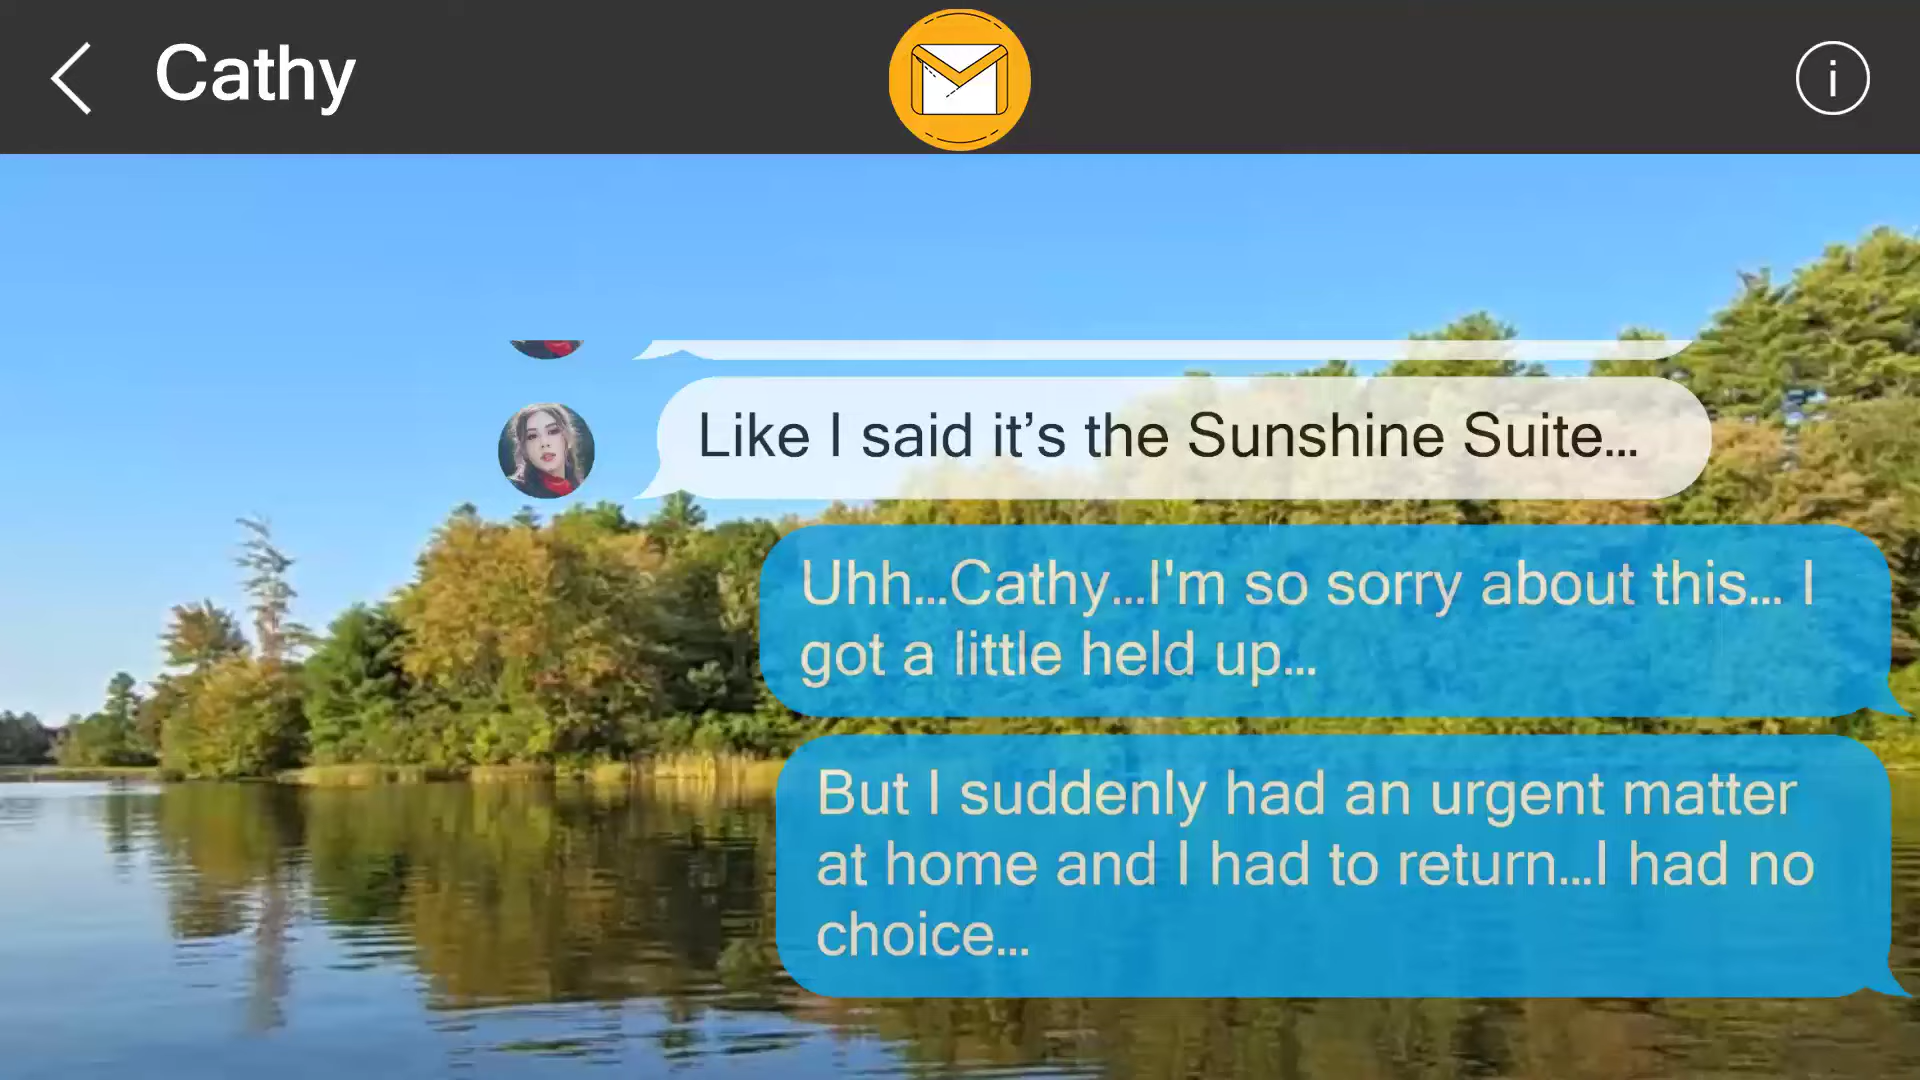 Cathy
i
Like I said it’s the Sunshine Suite...
Uhh...Cathy...I'm so sorry about this... I
got a little held up...
But I suddenly had an urgent matter
at home and I had to return...I had no
choice...